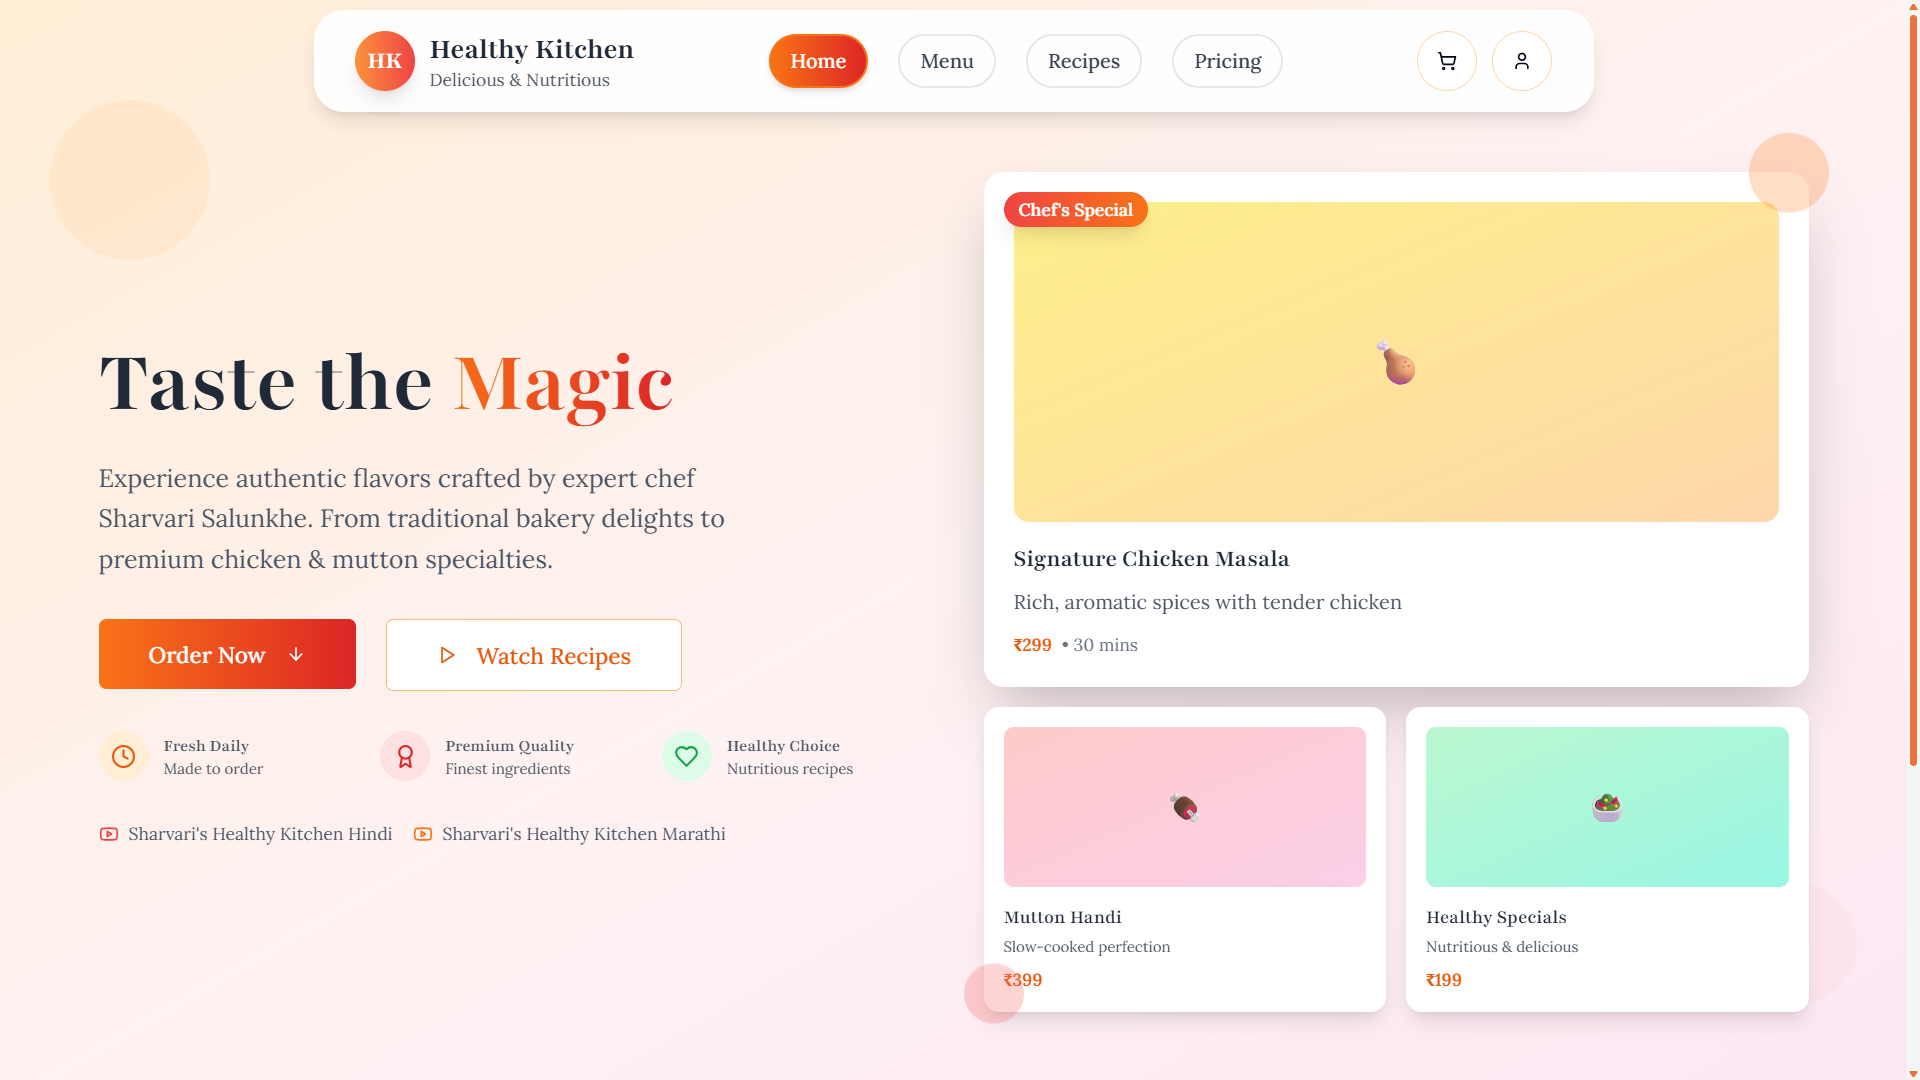 HK
Healthy Kitchen
Delicious & Nutritious
Home
Menu
Recipes
Pricing
Taste the Magic
Experience authentic flavors crafted by expert chef
Sharvari Salunkhe. From traditional bakery delights to
premium chicken & mutton specialties.
Order Now
Watch Recipes
Fresh Daily
Made to order
Premium Quality
Finest ingredients
Healthy Choice
Nutritious recipes
Sharvari's Healthy Kitchen Hindi
Sharvari's Healthy Kitchen Marathi
Chef's Special
Signature Chicken Masala
Rich, aromatic spices with tender chicken
₹299 • 30 mins
Mutton Handi
Slow-cooked perfection
₹399
Healthy Specials
Nutritious & delicious
₹199